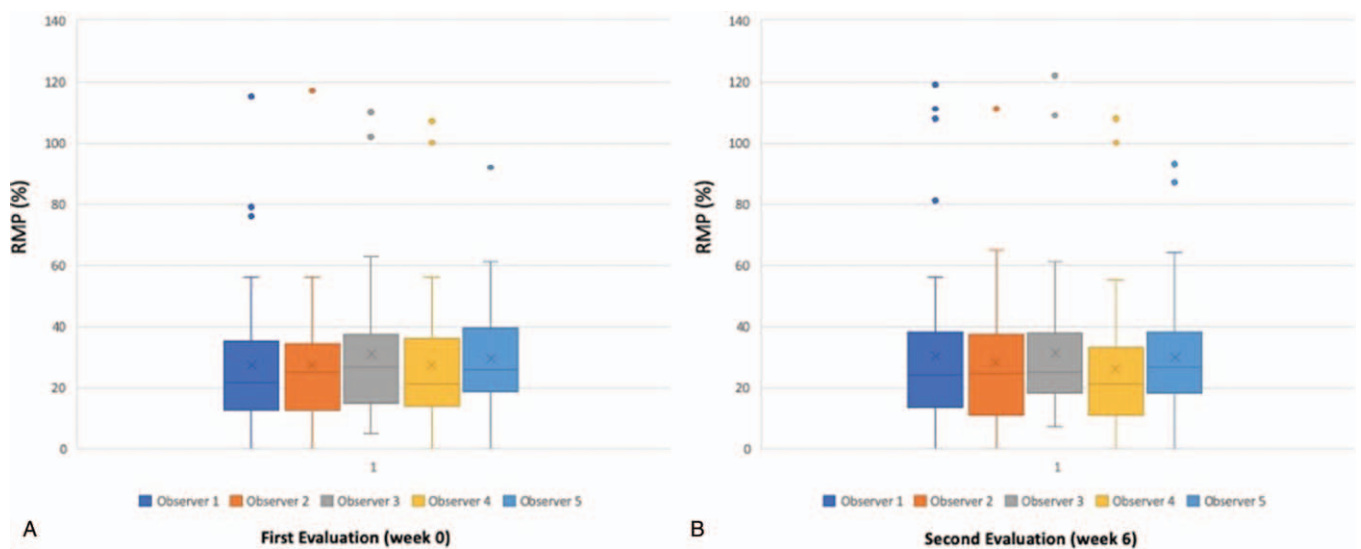 140
120
100
80
60
40
20
0
RMP (%)
1
Observer 1 Observer 2 Observer 3 Observer 4 Observer 5
A
First Evaluation (week 0)
140
120
100
80
60
40
20
0
RMP (%)
1
Observer 1 Observer 2 Observer 3 Observer 4 Observer 5
B
Second Evaluation (week 6)